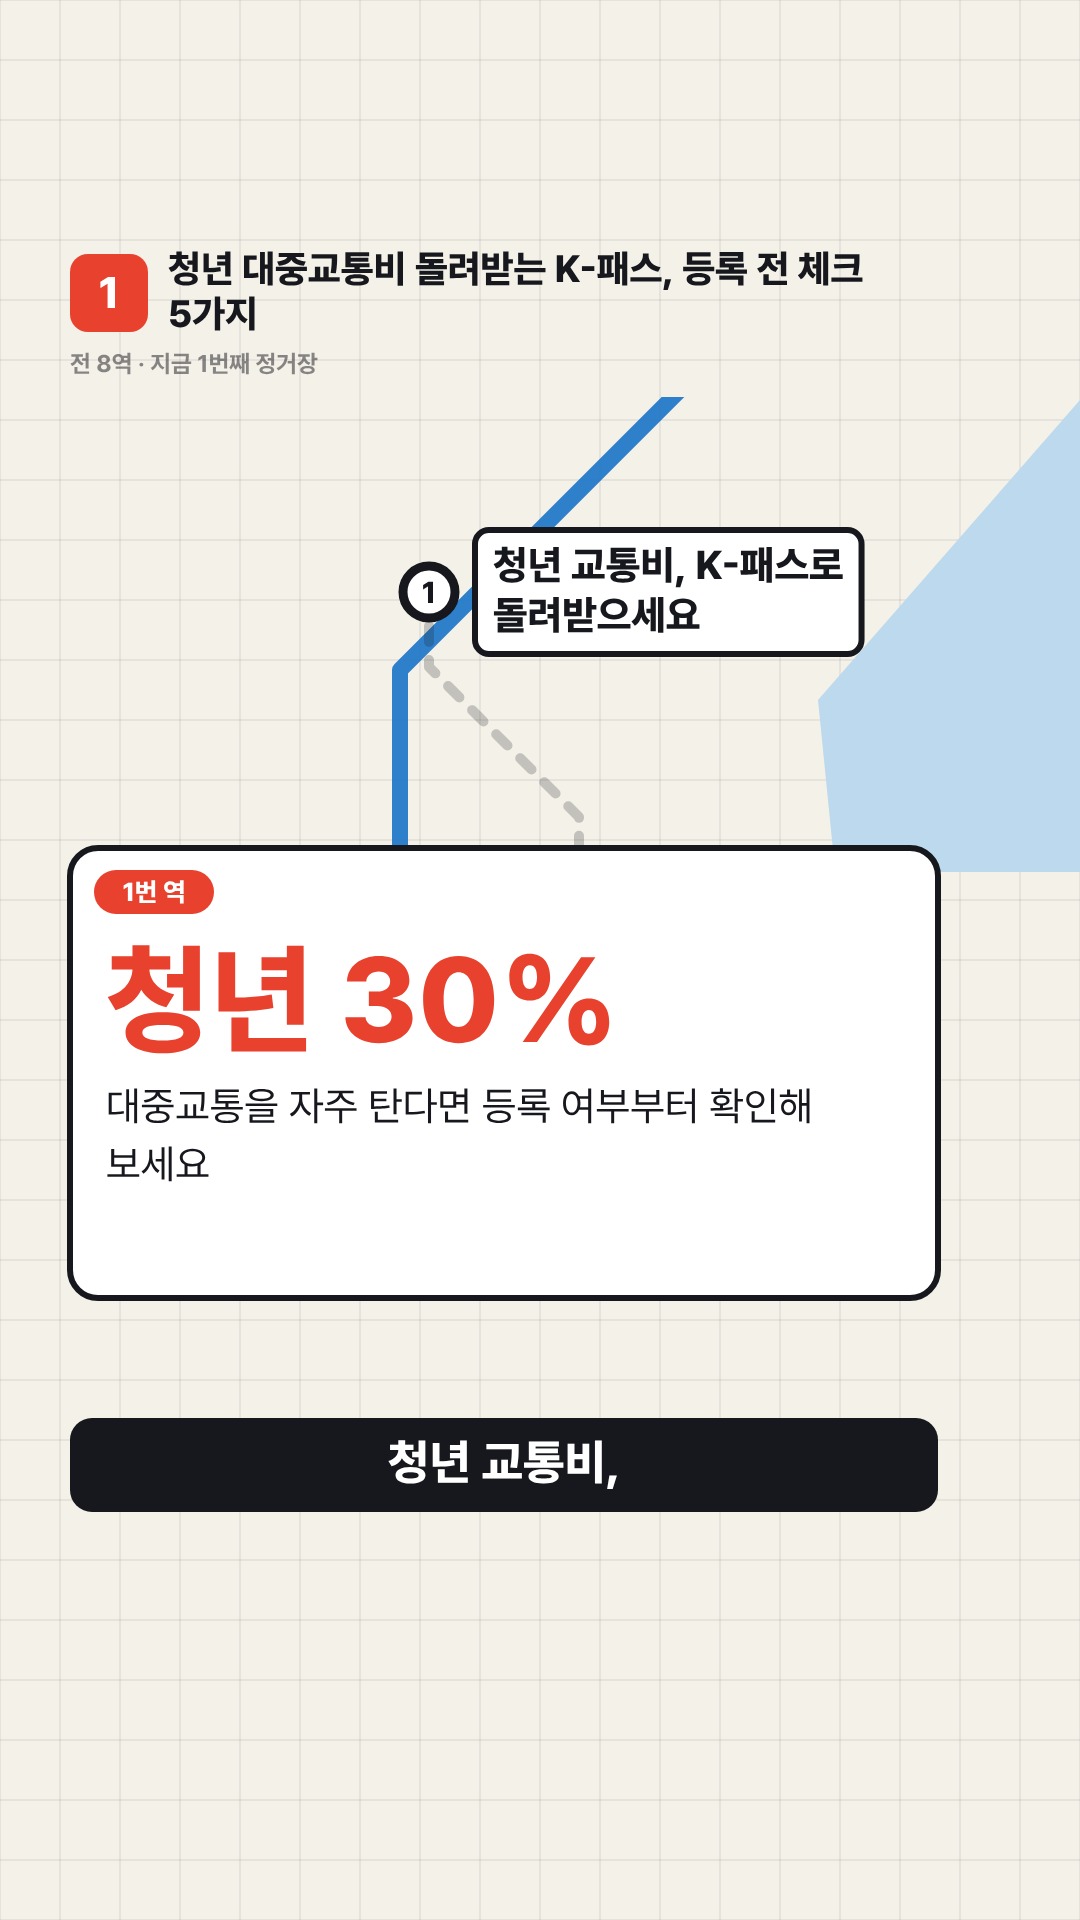 1
청년 대중교통비 돌려받는 K-패스, 등록 전 체크
5가지
전 8역 · 지금 1번째 정거장
1
청년 교통비, K-패스로
돌려받으세요
1번 역
청년 30%
대중교통을 자주 탄다면 등록 여부부터 확인해
보세요
청년 교통비,